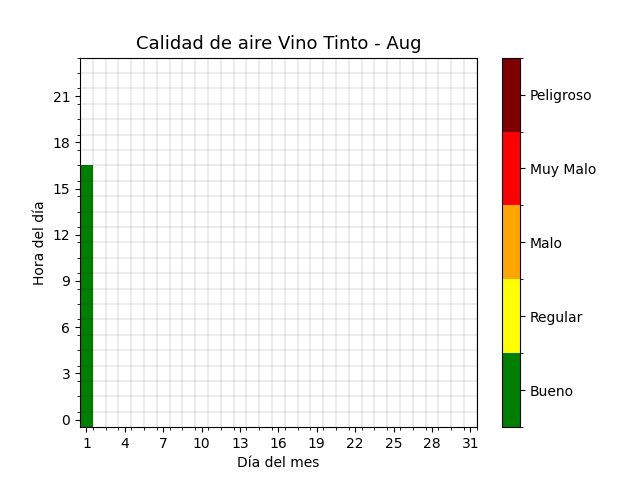 Calidad de aire Vino Tinto - Aug
Hora del día
21
18
15
12
9
6
3
0
1 4 7 10 13 16 19 22 25 28 31
Día del mes
Peligroso
Muy Malo
Malo
Regular
Bueno